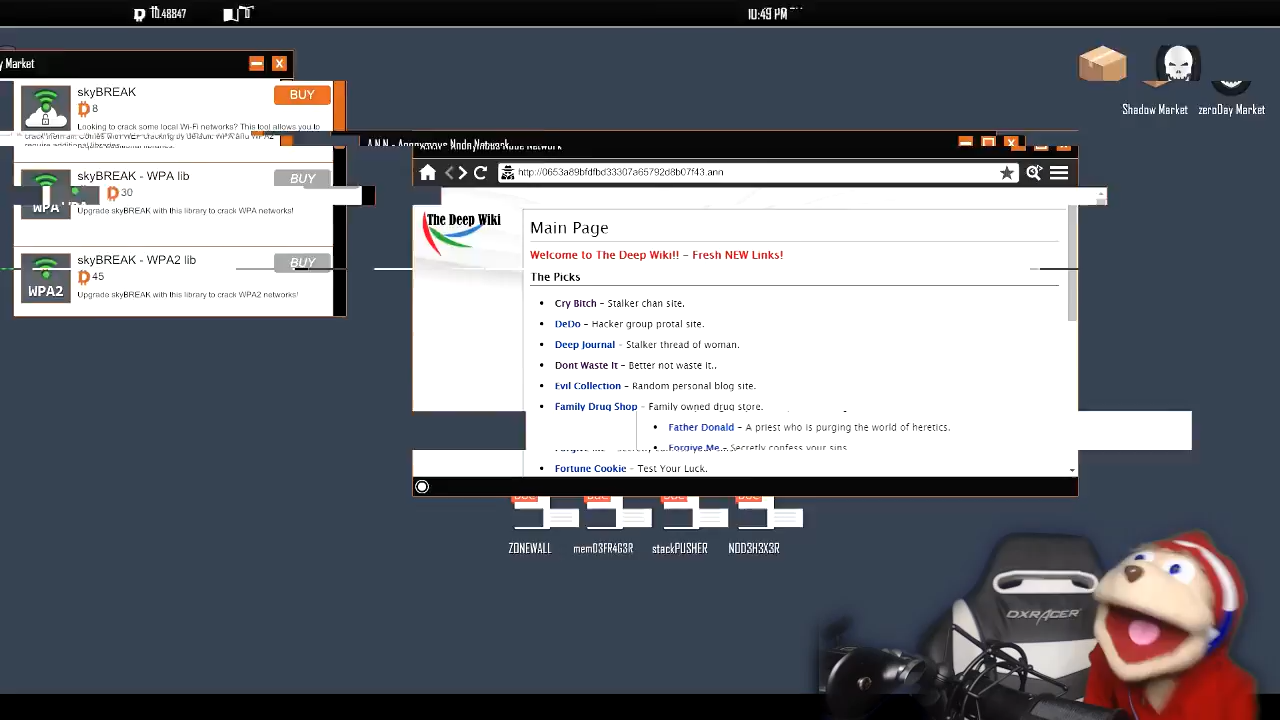 10.48847
10:49 PM
y Market
skyBREAK
8
BUY
Looking to crack some local Wi-Fi networks? This tool allows you to
skyBREAK - WPA lib
30
BUY
Upgrade skyBREAK with this library to crack WPA networks!
skyBREAK - WPA2 lib
45
BUY
WPA2
Upgrade skyBREAK with this library to crack WPA2 networks!
Shadow Market
zeroDay Market
http://0653a89bfdfbd33307a65792d8b07f43.ann
The Deep Wiki
Main Page
Welcome to The Deep Wiki!! - Fresh NEW Links!
The Picks
Cry Bitch - Stalker chan site.
DeDo - Hacker group protal site.
Deep Journal - Stalker thread of woman.
Dont Waste It - Better not waste it..
Evil Collection - Random personal blog site.
Family Drug Shop - Family owned drug store.
Father Donald - A priest who is purging the world of heretics.
Forgive Me - Secretly confess your sins
Fortune Cookie - Test Your Luck.
ZONEWALL
memD3FR4G3R
stackPUSHER
NOD3H3X3R
DXRACER